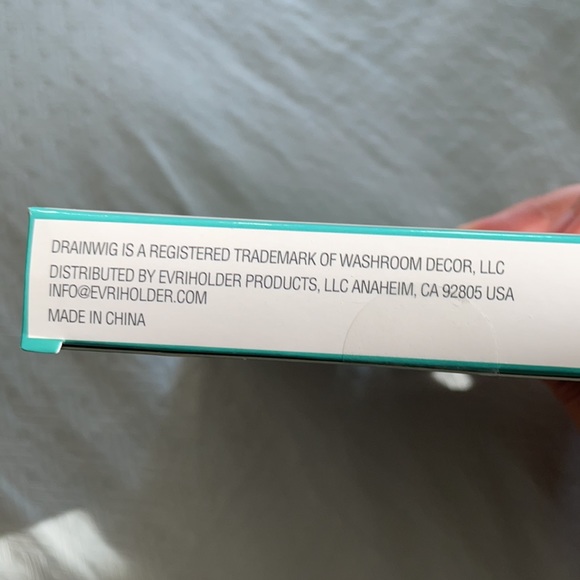 DRAINWIG IS A REGISTERED TRADEMARK OF WASHROOM DECOR, LLC
DISTRIBUTED BY EVRIHOLDER PRODUCTS, LLC ANAHEIM, CA 92805 USA
INFO@EVRIHOLDER.COM
MADE IN CHINA